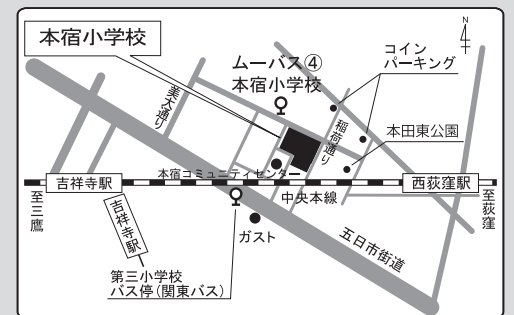 本宿小学校
N
コイン
パーキング
ムーバス④
本宿小学校
美大通り
稲荷通り
本田東公園
本宿コミュニティセンター
吉祥寺駅
西荻窪駅
至三鷹
中央本線
至荻窪
吉祥寺駅
ガスト
五日市街道
第三小学校
バス停(関東バス)